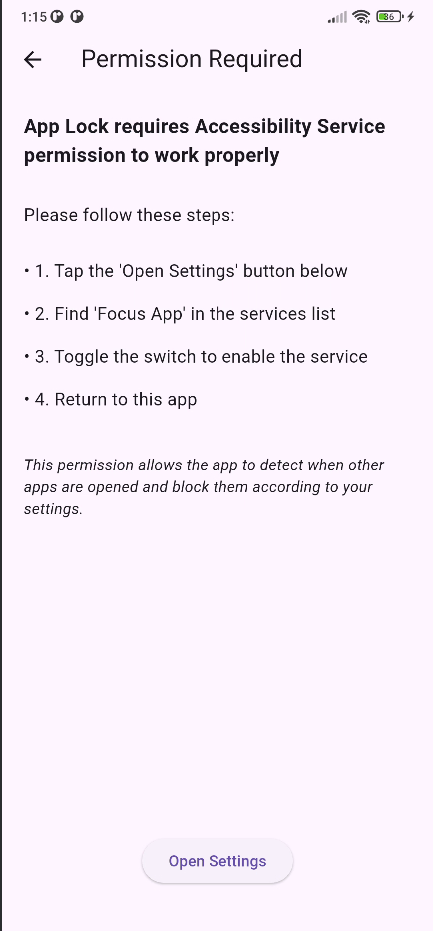 1:15
36
Permission Required
App Lock requires Accessibility Service
permission to work properly
Please follow these steps:
• 1. Tap the 'Open Settings' button below
• 2. Find 'Focus App' in the services list
• 3. Toggle the switch to enable the service
• 4. Return to this app
This permission allows the app to detect when other
apps are opened and block them according to your
settings.
Open Settings